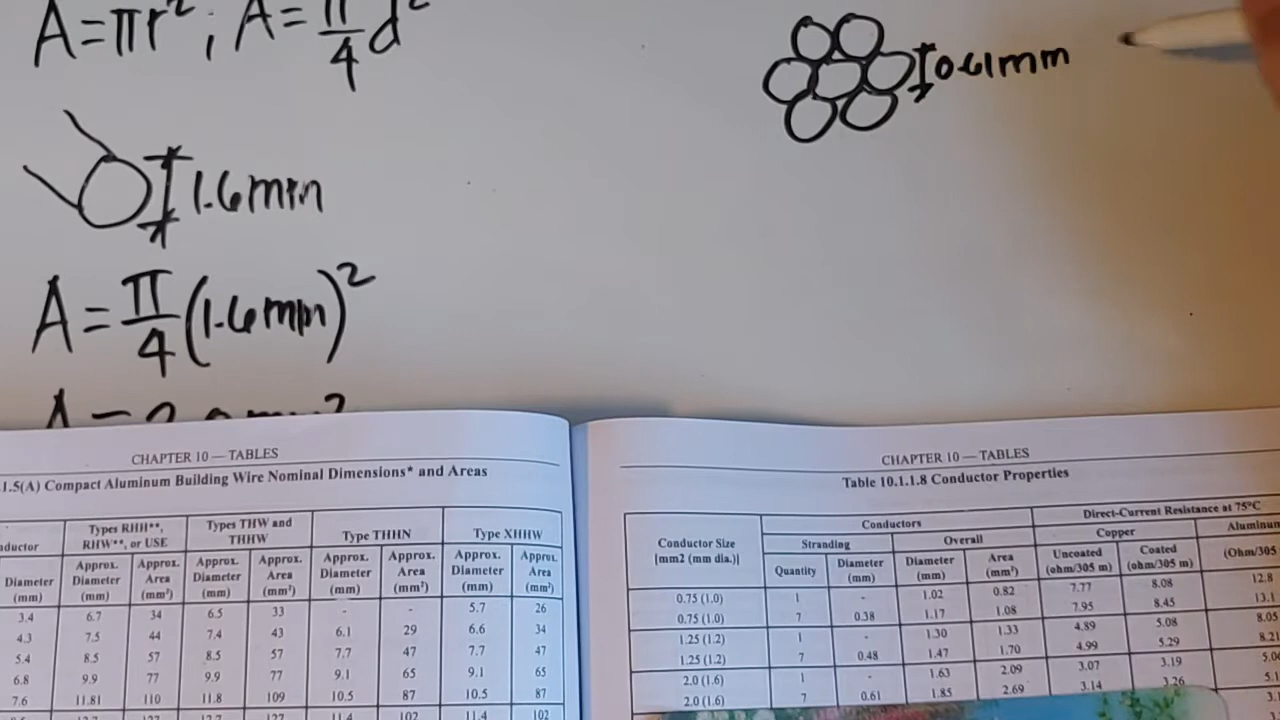 A=πr²; A=π/4 d²
0.61mm
1.6mm
A=π/4(1.6mm)²
CHAPTER 10 — TABLES
1.5(A) Compact Aluminum Building Wire Nominal Dimensions* and Areas
Types RHH**, RHW**, or USE Types THW and THHW Type THHN Type XHHW
Diameter (mm) Approx. Diameter (mm) Approx. Area (mm²) Approx. Diameter (mm) Approx. Area (mm²) Approx. Diameter (mm) Approx. Area (mm²) Approx. Diameter (mm) Approx. Area (mm²)
3.4 6.7 34 6.5 33 - - 5.7 26
4.3 7.5 44 7.4 43 6.1 29 6.6 34
5.4 8.5 57 8.5 57 7.7 47 7.7 47
6.8 9.9 77 9.9 77 9.1 65 9.1 65
7.6 11.81 110 11.8 109 10.5 87 10.5 87
11.4 102 11.4 102
CHAPTER 10 — TABLES
Table 10.1.1.8 Conductor Properties
Conductor Size [mm2 (mm dia.)] Conductors Direct-Current Resistance at 75°C
Stranding Overall Copper Aluminum
Quantity Diameter (mm) Diameter (mm) Area (mm²) Uncoated (ohm/305 m) Coated (ohm/305 m) (Ohm/305
0.75 (1.0) 1 - 1.02 0.82 7.77 8.08 12.8
0.75 (1.0) 7 0.38 1.17 1.08 7.95 8.45 13.1
1.25 (1.2) 1 - 1.30 1.33 4.89 5.08 8.05
1.25 (1.2) 7 0.48 1.47 1.70 4.99 5.29 8.21
2.0 (1.6) 1 - 1.63 2.09 3.07 3.19
2.0 (1.6) 7 0.61 1.85 2.69 3.14 3.26